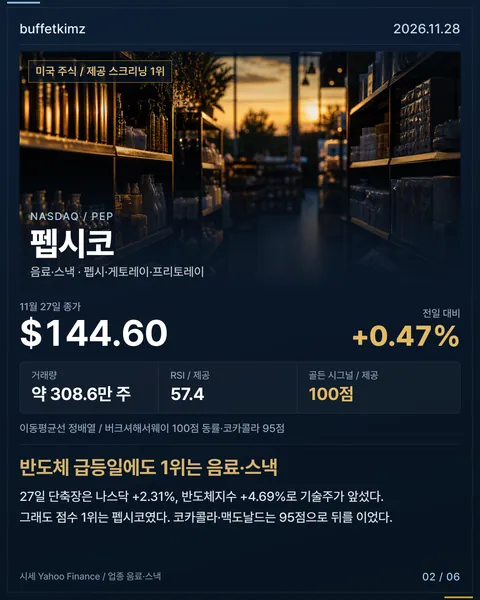 buffetkimz
2026.11.28
미국 주식 / 제공 스크리닝 1위
NASDAQ / PEP
펩시코
음료·스낵 · 펩시·게토레이·프리토레이
11월 27일 종가
전일 대비
$144.60
+0.47%
거래량
RSI / 제공
골든 시그널 / 제공
약 308.6만 주
57.4
100점
이동평균선 정배열 / 버크셔해서웨이 100점 동률·코카콜라 95점
반도체 급등일에도 1위는 음료·스낵
27일 단축장은 나스닥 +2.31%, 반도체지수 +4.69%로 기술주가 앞섰다.
그래도 점수 1위는 펩시코였다. 코카콜라·맥도날드는 95점으로 뒤를 이었다.
시세 Yahoo Finance / 업종 음료·스낵
02 / 06